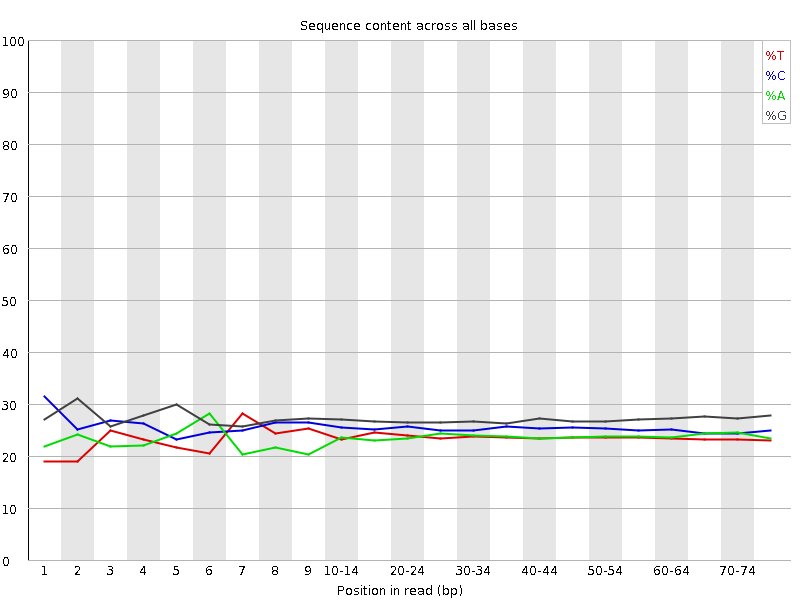 Sequence content across all bases
100
90
80
70
60
50
40
30
20
10
0
%T
%C
%A
%G
1 2 3 4 5 6 7 8 9 10-14 20-24 30-34 40-44 50-54 60-64 70-74
Position in read (bp)